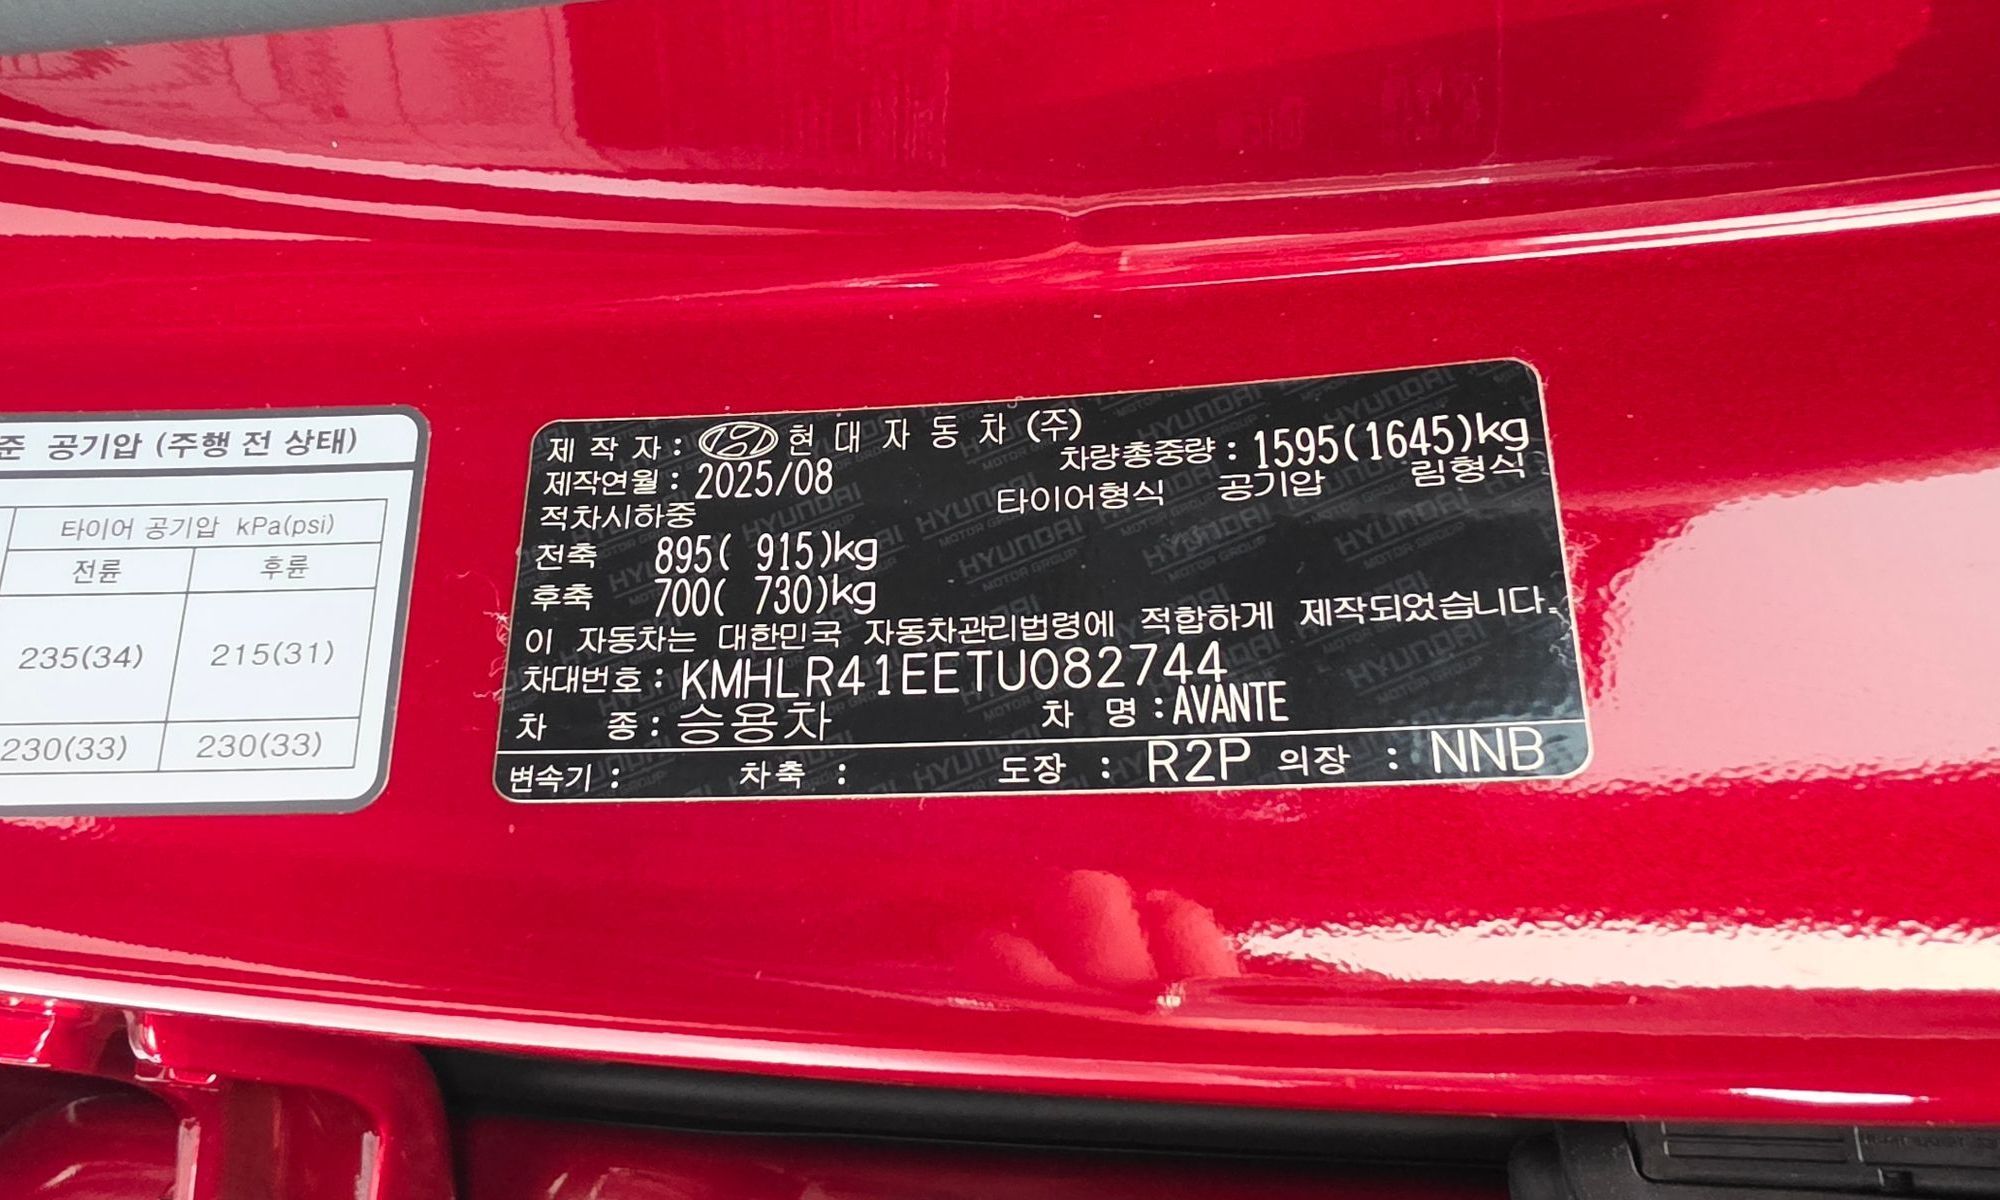 준 공기압 (주행 전 상태)
타이어 공기압 kPa(psi)
전륜 후륜
235(34) 215(31)
230(33) 230(33)
제 작 자 : 현 대 자 동 차 (주)
차량총중량 : 1595(1645)kg
제작연월 : 2025/08
타이어형식 공기압 림형식
적차시하중
전축 895( 915)kg
후축 700( 730)kg
이 자동차는 대한민국 자동차관리법령에 적합하게 제작되었습니다.
차대번호 : KMHLR41EETU082744
차 종 : 승용차 차 명 : AVANTE
변속기 : 차축 : 도장 : R2P 의장 : NNB
HYUNDAI
MOTOR GROUP